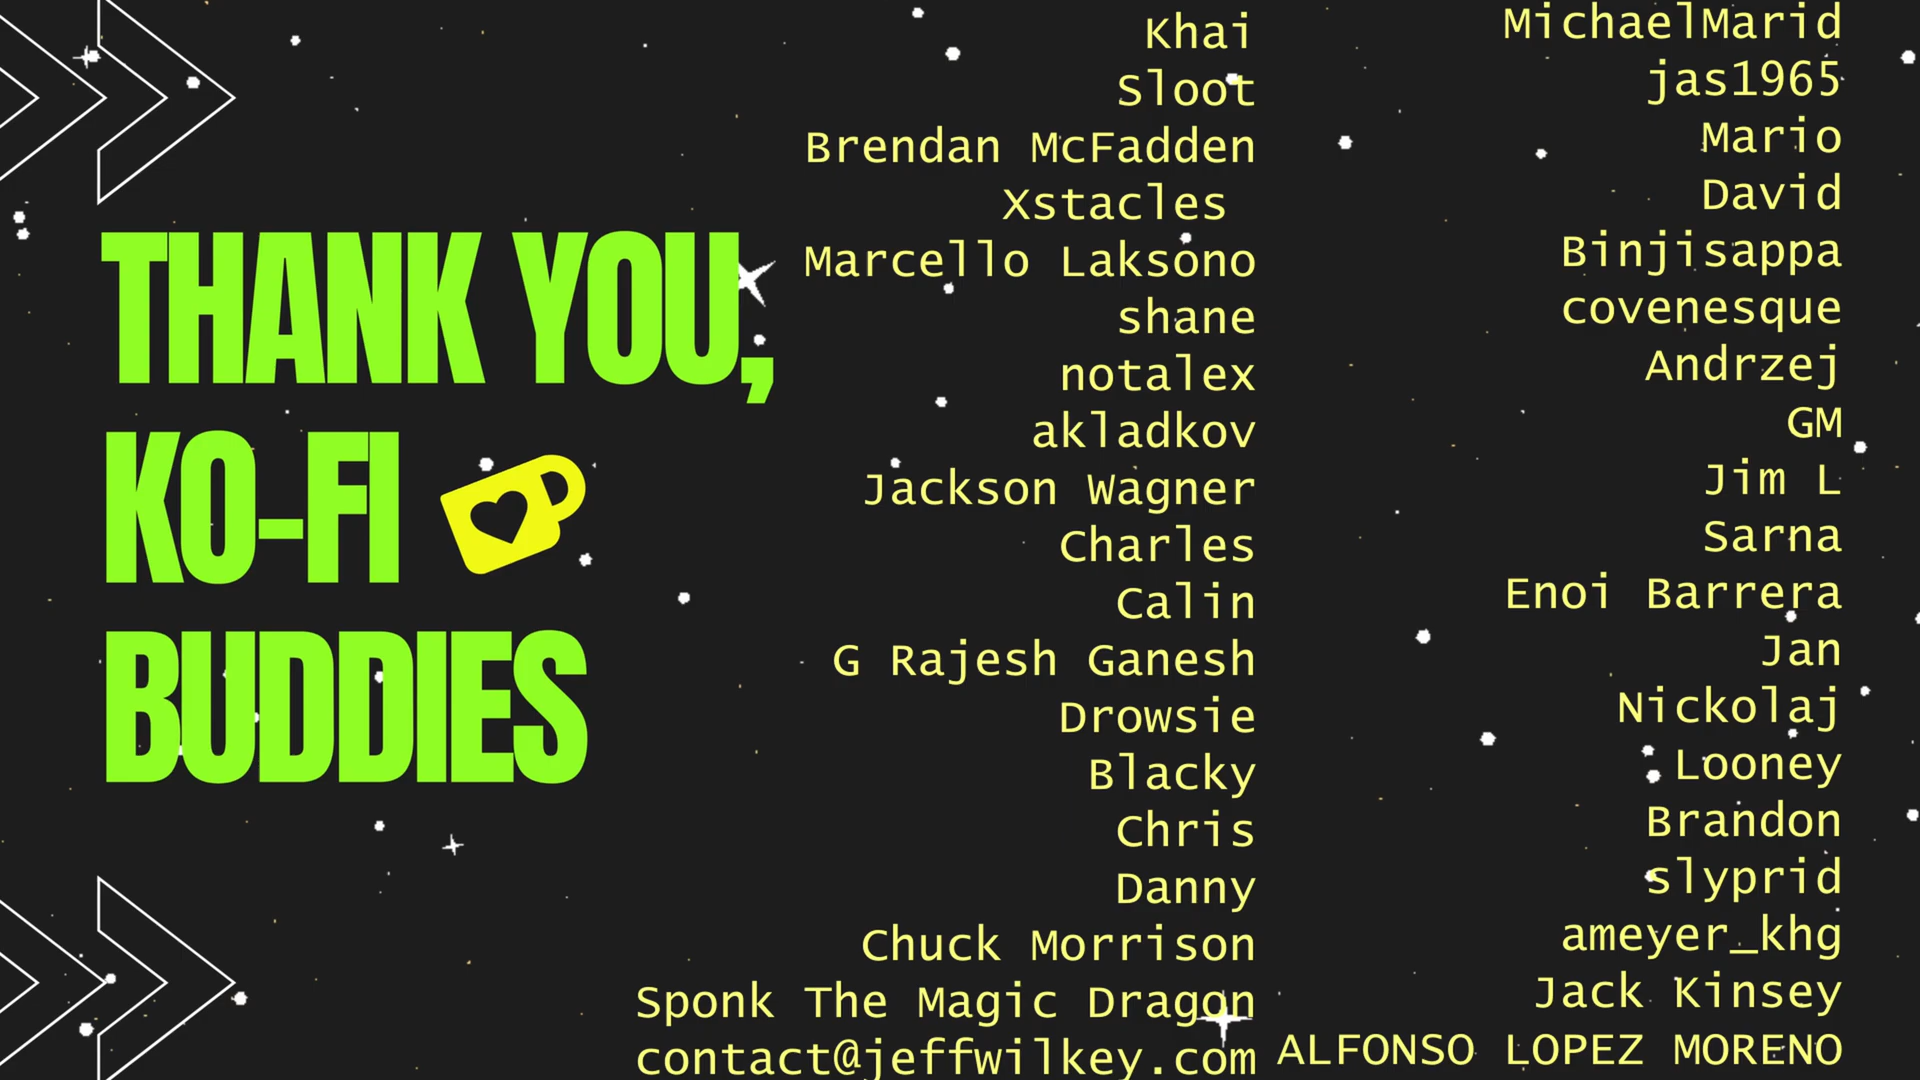 THANK YOU,
KO-FI
BUDDIES
Khai
Sloot
Brendan McFadden
Xstacles
Marcello Laksono
shane
notalex
akladkov
Jackson Wagner
Charles
Calin
G Rajesh Ganesh
Drowsie
Blacky
Chris
Danny
Chuck Morrison
Sponk The Magic Dragon
contact@jeffwilkey.com
MichaelMarid
jas1965
Mario
David
Binjisappa
covenesque
Andrzej
GM
Jim L
Sarna
Enoi Barrera
Jan
Nickolaj
Looney
Brandon
slyprid
ameyer_khg
Jack Kinsey
ALFONSO LOPEZ MORENO